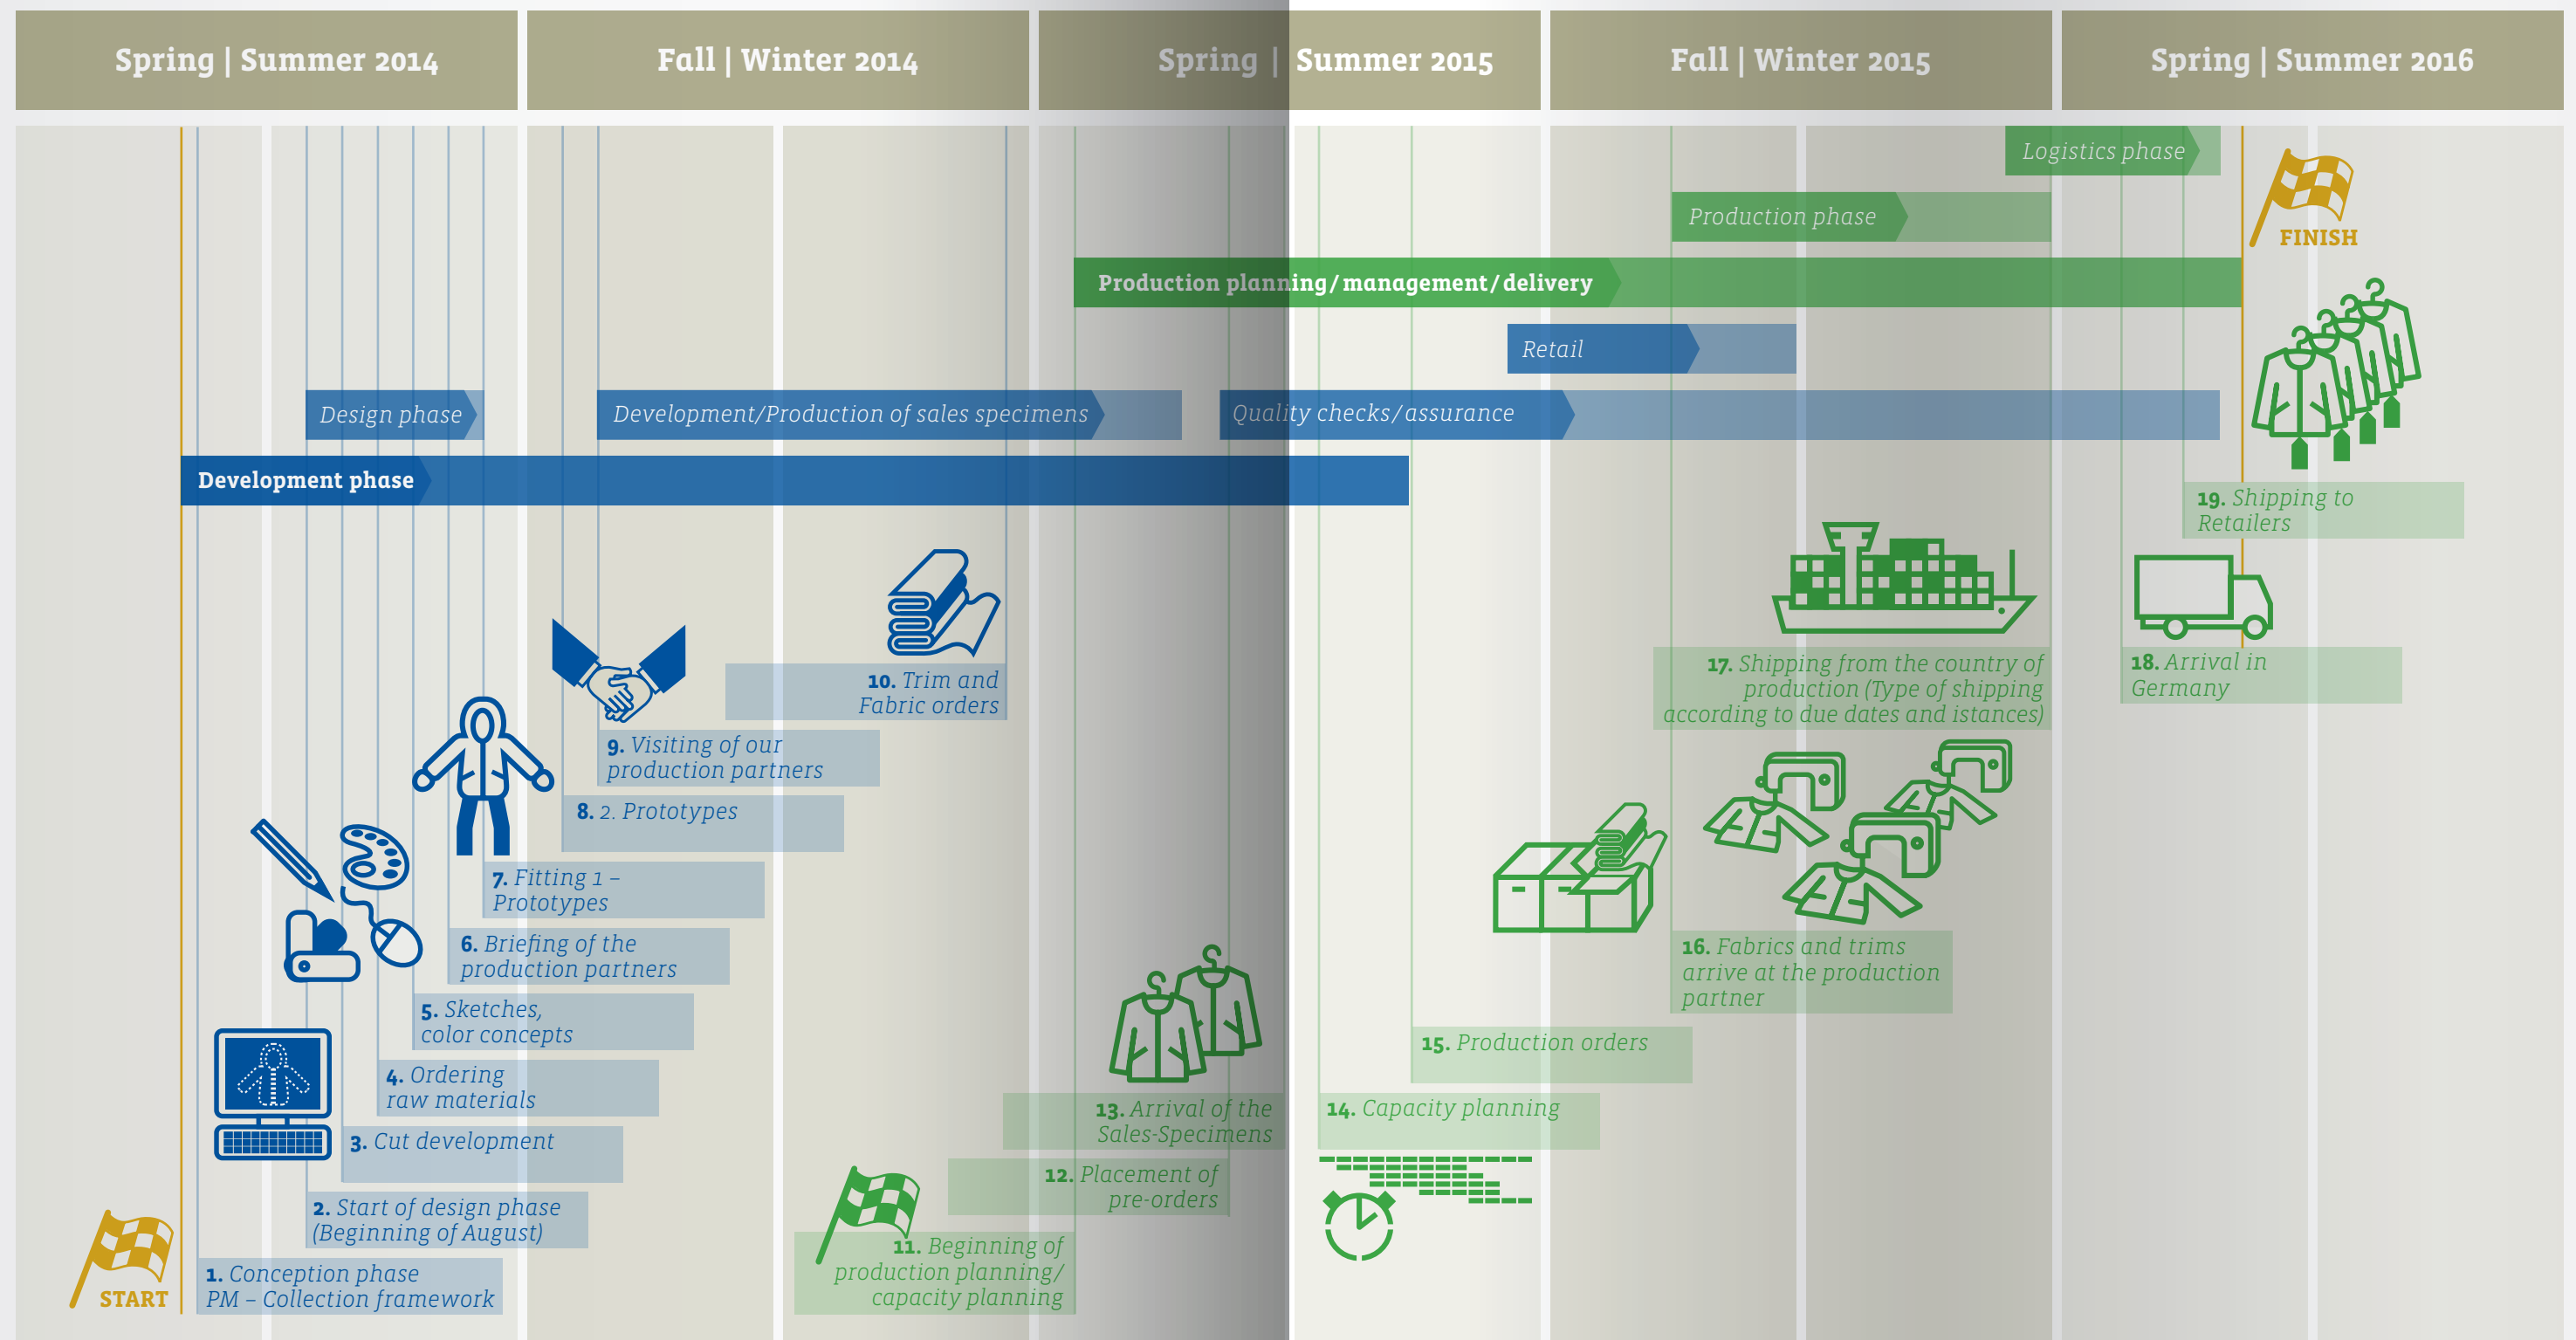 Spring | Summer 2014
Fall | Winter 2014
Spring | Summer 2015
Fall | Winter 2015
Spring | Summer 2016
Logistics phase
Production phase
FINISH
Production planning/management/delivery
Retail
Design phase
Development/Production of sales specimens
Quality checks/assurance
Development phase
19. Shipping to
Retailers
17. Shipping from the country of
production (Type of shipping
according to due dates and istances)
18. Arrival in
Germany
10. Trim and
Fabric orders
9. Visiting of our
production partners
8. 2. Prototypes
7. Fitting 1 –
Prototypes
6. Briefing of the
production partners
16. Fabrics and trims
arrive at the production
partner
5. Sketches,
color concepts
15. Production orders
4. Ordering
raw materials
13. Arrival of the
Sales-Specimens
14. Capacity planning
3. Cut development
12. Placement of
pre-orders
2. Start of design phase
(Beginning of August)
11. Beginning of
production planning/
capacity planning
1. Conception phase
PM – Collection framework
START